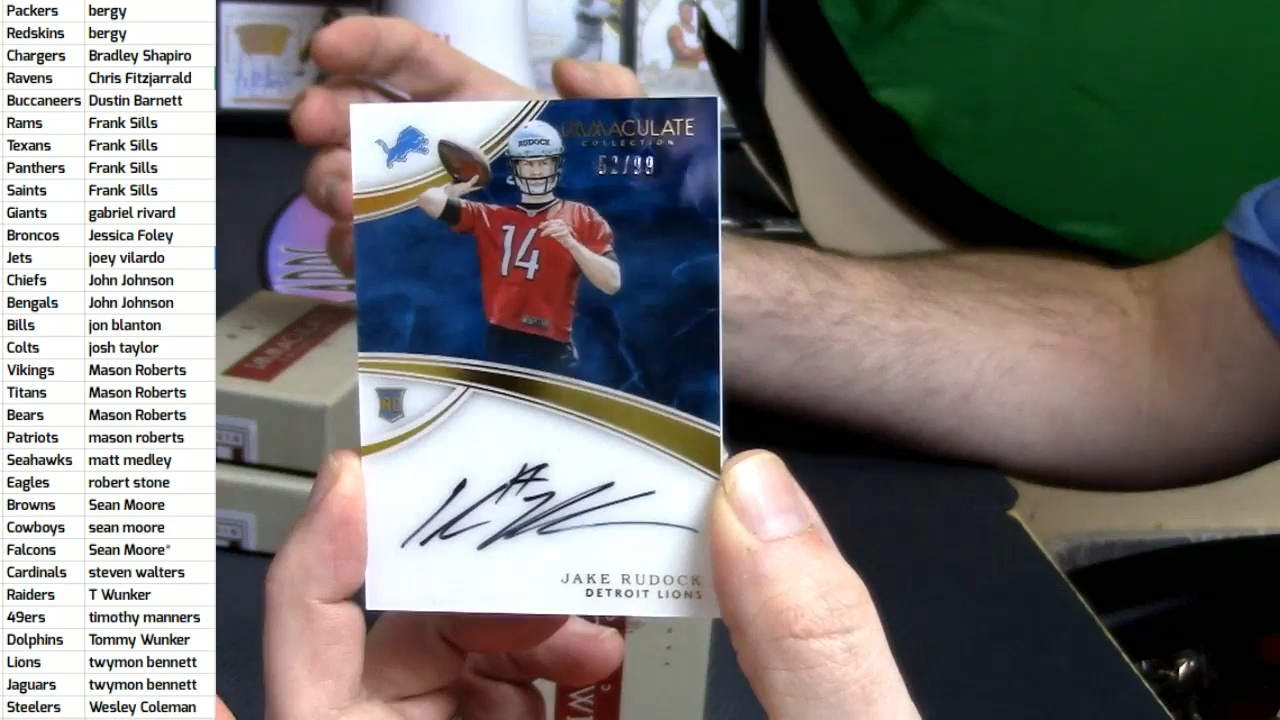 Packers bergy
Redskins bergy
Chargers Bradley Shapiro
Ravens Chris Fitzjarrald
Buccaneers Dustin Barnett
Rams Frank Sills
Texans Frank Sills
Panthers Frank Sills
Saints Frank Sills
Giants gabriel rivard
Broncos Jessica Foley
Jets joey vilardo
Chiefs John Johnson
Bengals John Johnson
Bills jon blanton
Colts josh taylor
Vikings Mason Roberts
Titans Mason Roberts
Bears Mason Roberts
Patriots mason roberts
Seahawks matt medley
Eagles robert stone
Browns Sean Moore
Cowboys sean moore
Falcons Sean Moore*
Cardinals steven walters
Raiders T Wunker
49ers timothy manners
Dolphins Tommy Wunker
Lions twymon bennett
Jaguars twymon bennett
Steelers Wesley Coleman
IMMACULATE
COLLECTION
52/99
RUDOCK
14
JAKE RUDOCK
DETROIT LIONS